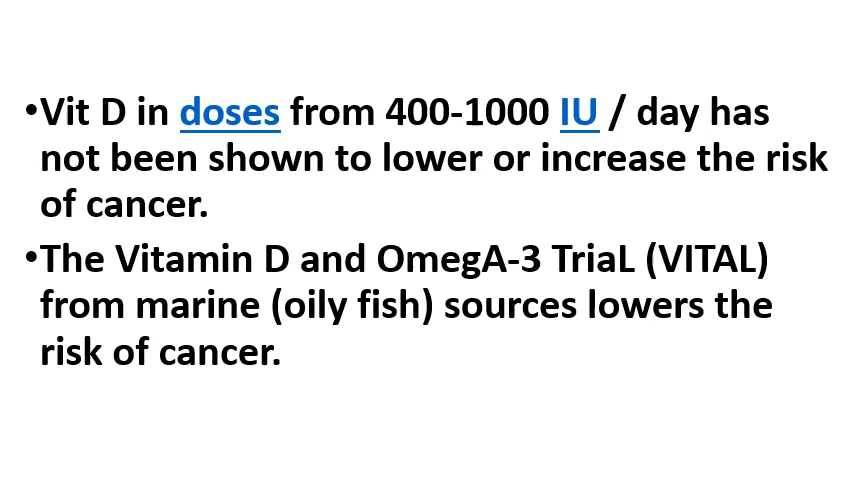 •Vit D in doses from 400-1000 IU / day has
not been shown to lower or increase the risk
of cancer.
•The Vitamin D and OmegA-3 TriaL (VITAL)
from marine (oily fish) sources lowers the
risk of cancer.